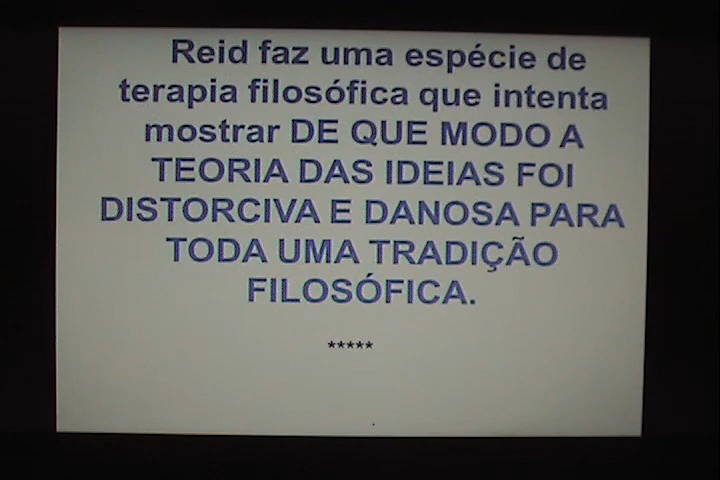 Reid faz uma espécie de
terapia filosófica que intenta
mostrar DE QUE MODO A
TEORIA DAS IDEIAS FOI
DISTORCIVA E DANOSA PARA
TODA UMA TRADIÇÃO
FILOSÓFICA.
*****